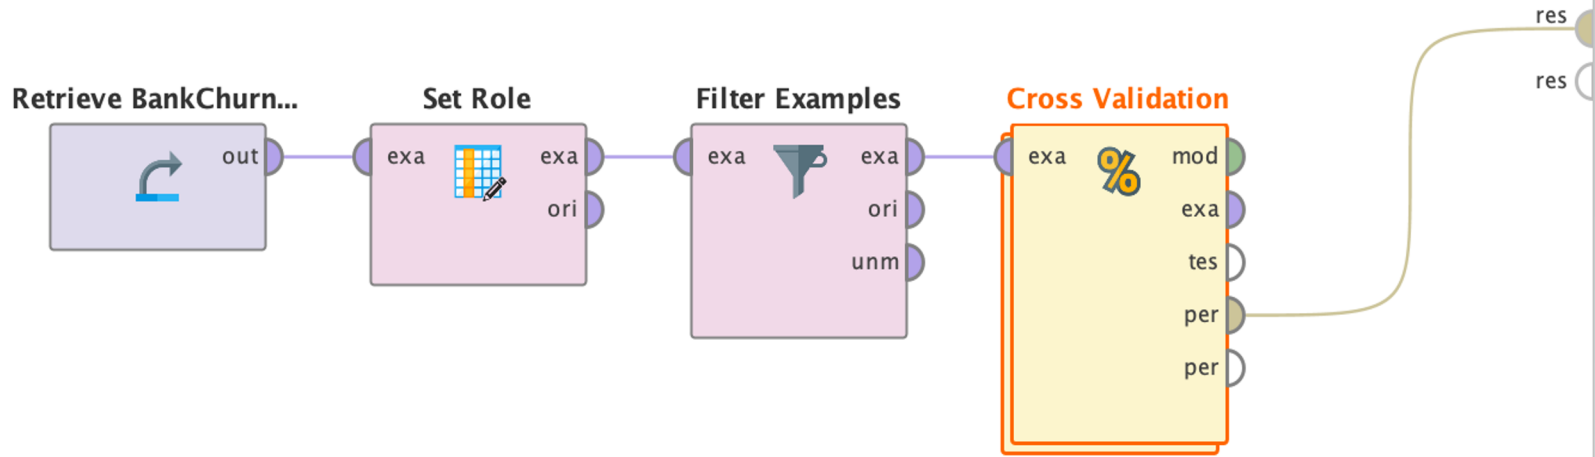 res
res
Retrieve BankChurn...
out
Set Role
exa
exa
ori
Filter Examples
exa
exa
ori
unm
Cross Validation
exa
mod
exa
tes
per
per